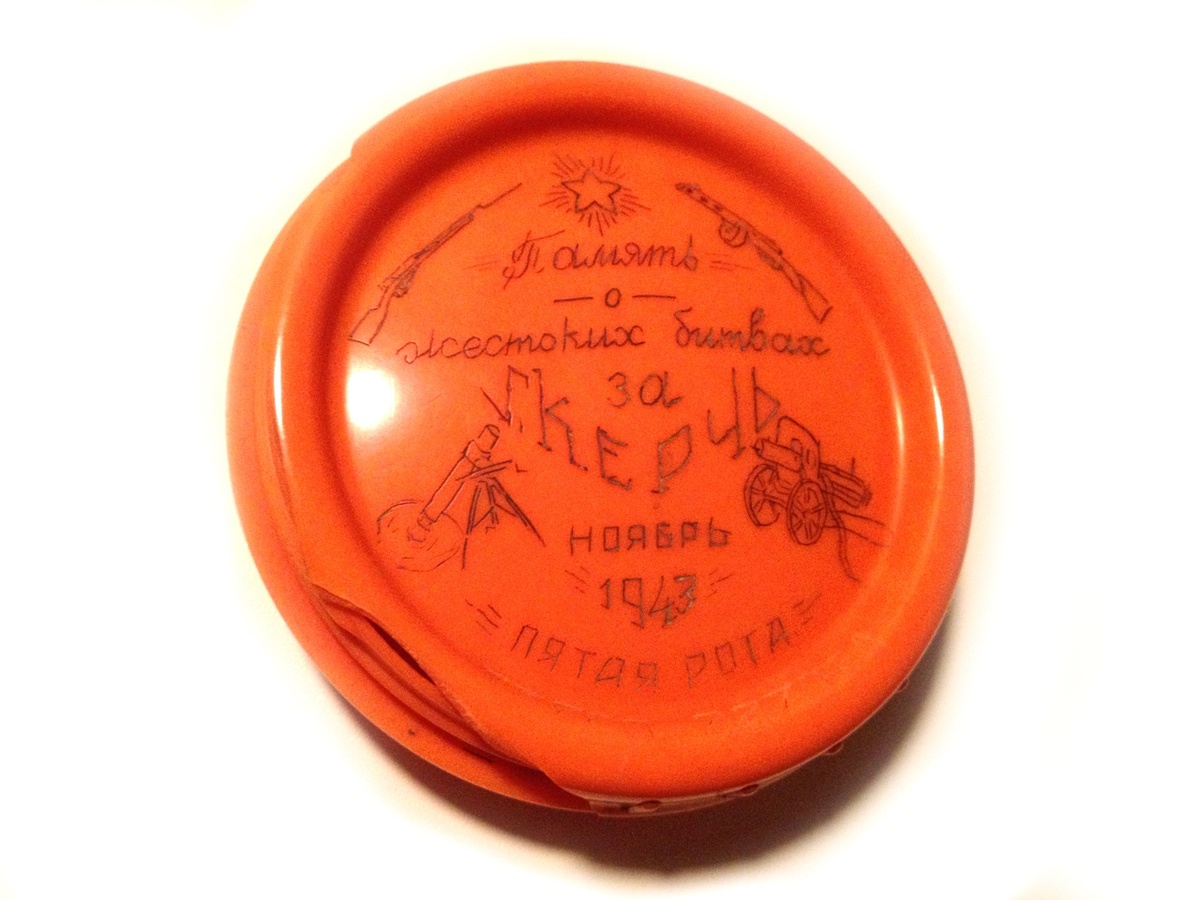 Память
о
жестоких битвах
за
г. КЕРЧЬ
НОЯБРЬ
1943
ПЯТАЯ РОТА